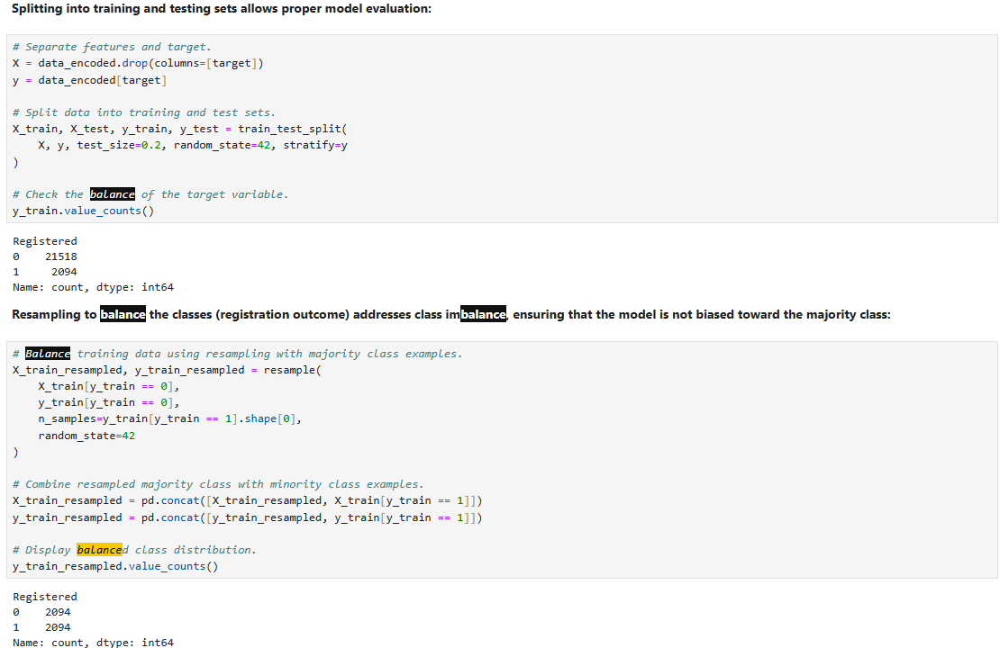 Splitting into training and testing sets allows proper model evaluation:
# Separate features and target.
X = data_encoded.drop(columns=[target])
y = data_encoded[target]
# Split data into training and test sets.
X_train, X_test, y_train, y_test = train_test_split(
    X, y, test_size=0.2, random_state=42, stratify=y
)
# Check the balance of the target variable.
y_train.value_counts()
Registered
0    21518
1     2094
Name: count, dtype: int64
Resampling to balance the classes (registration outcome) addresses class imbalance, ensuring that the model is not biased toward the majority class:
# Balance training data using resampling with majority class examples.
X_train_resampled, y_train_resampled = resample(
    X_train[y_train == 0],
    y_train[y_train == 0],
    n_samples=y_train[y_train == 1].shape[0],
    random_state=42
)
# Combine resampled majority class with minority class examples.
X_train_resampled = pd.concat([X_train_resampled, X_train[y_train == 1]])
y_train_resampled = pd.concat([y_train_resampled, y_train[y_train == 1]])
# Display balanced class distribution.
y_train_resampled.value_counts()
Registered
0    2094
1    2094
Name: count, dtype: int64